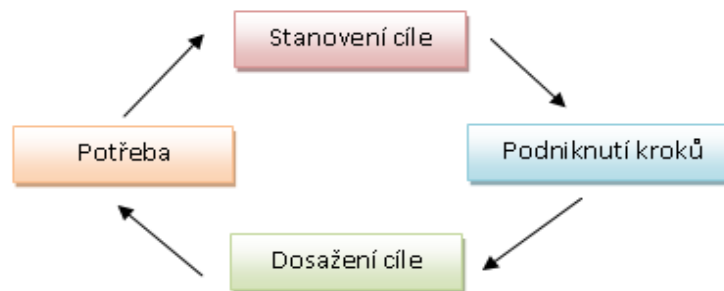 Stanovení cíle
Potřeba
Podniknutí kroků
Dosažení cíle